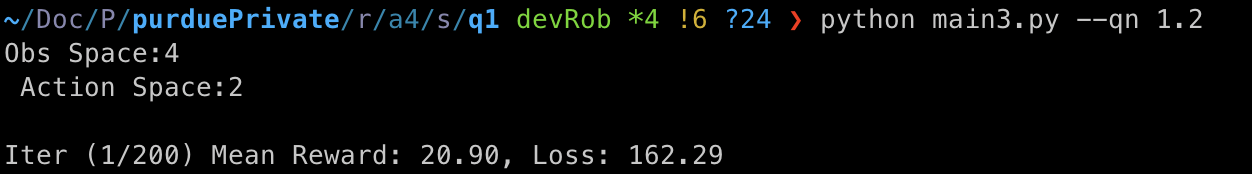 ~/Doc/P/purduePrivate/r/a4/s/q1 devRob *4 !6 ?24 ❯ python main3.py --qn 1.2
Obs Space:4
 Action Space:2
Iter (1/200) Mean Reward: 20.90, Loss: 162.29